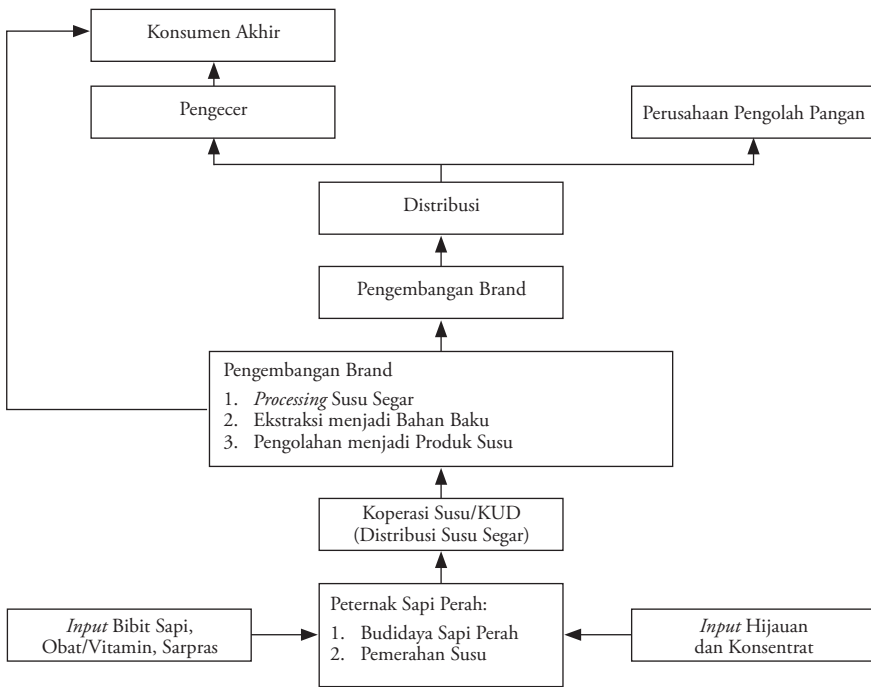 Konsumen Akhir
Pengecer
Perusahaan Pengolah Pangan
Distribusi
Pengembangan Brand
Pengembangan Brand
1. Processing Susu Segar
2. Ekstraksi menjadi Bahan Baku
3. Pengolahan menjadi Produk Susu
Koperasi Susu/KUD
(Distribusi Susu Segar)
Input Bibit Sapi,
Obat/Vitamin, Sarpras
Peternak Sapi Perah:
1. Budidaya Sapi Perah
2. Pemerahan Susu
Input Hijauan
dan Konsentrat